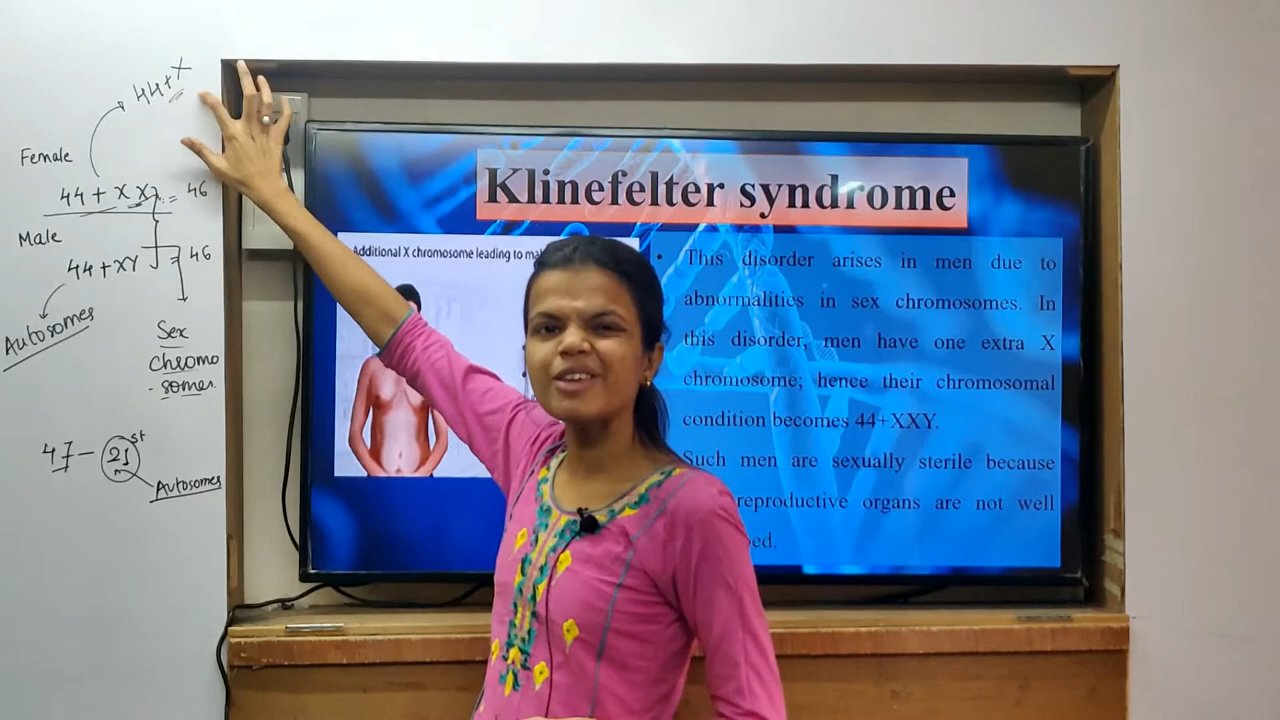 44+X
Female
44+XX = 46
Male
44+XY = 46
Autosomes
Sex
Chromo
-somes.
47 - 21st
Autosomes
Klinefelter syndrome
Additional X chromosome leading to
• This disorder arises in men due to
abnormalities in sex chromosomes. In
this disorder, men have one extra X
chromosome; hence their chromosomal
condition becomes 44+XXY.
Such men are sexually sterile because
reproductive organs are not well